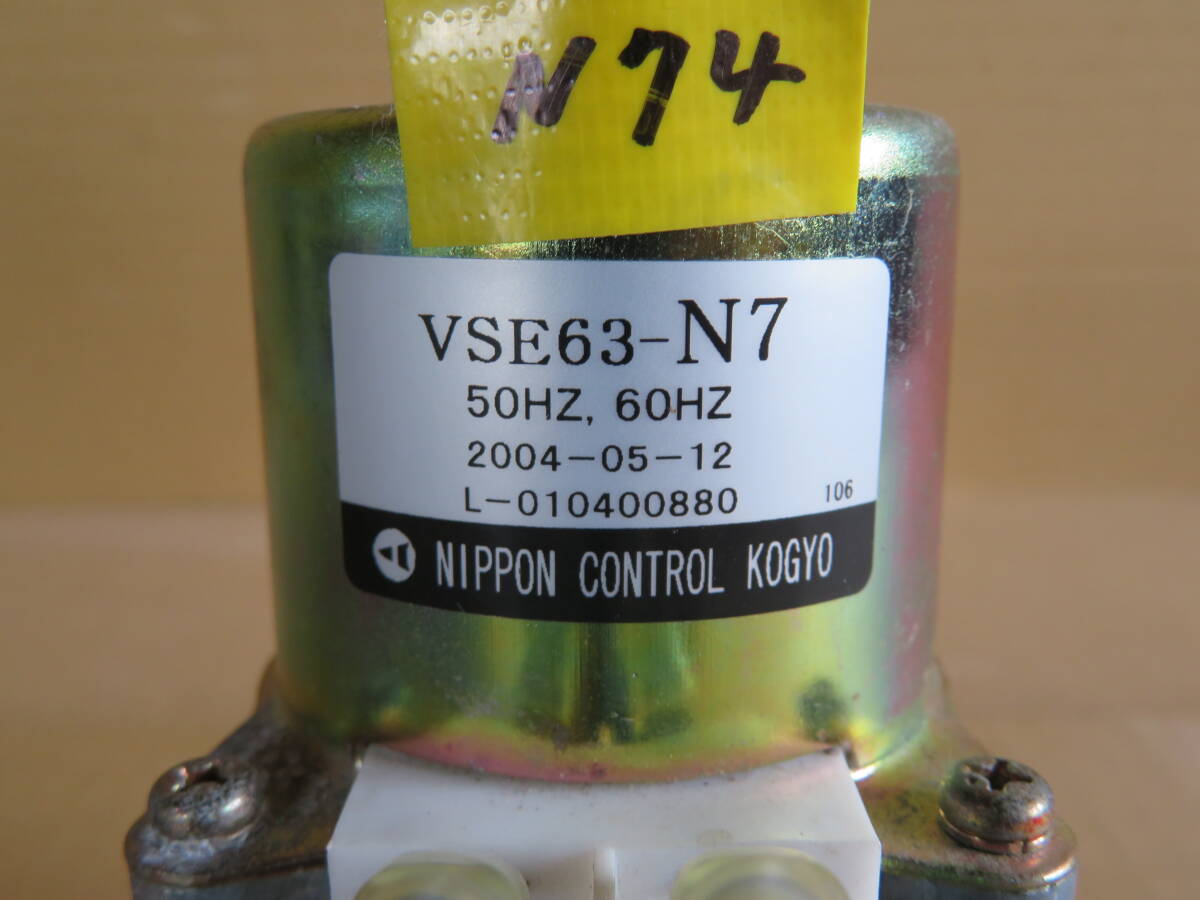 N74
VSE63-N7
50HZ, 60HZ
2004-05-12
L-010400880
106
NIPPON CONTROL KOGYO